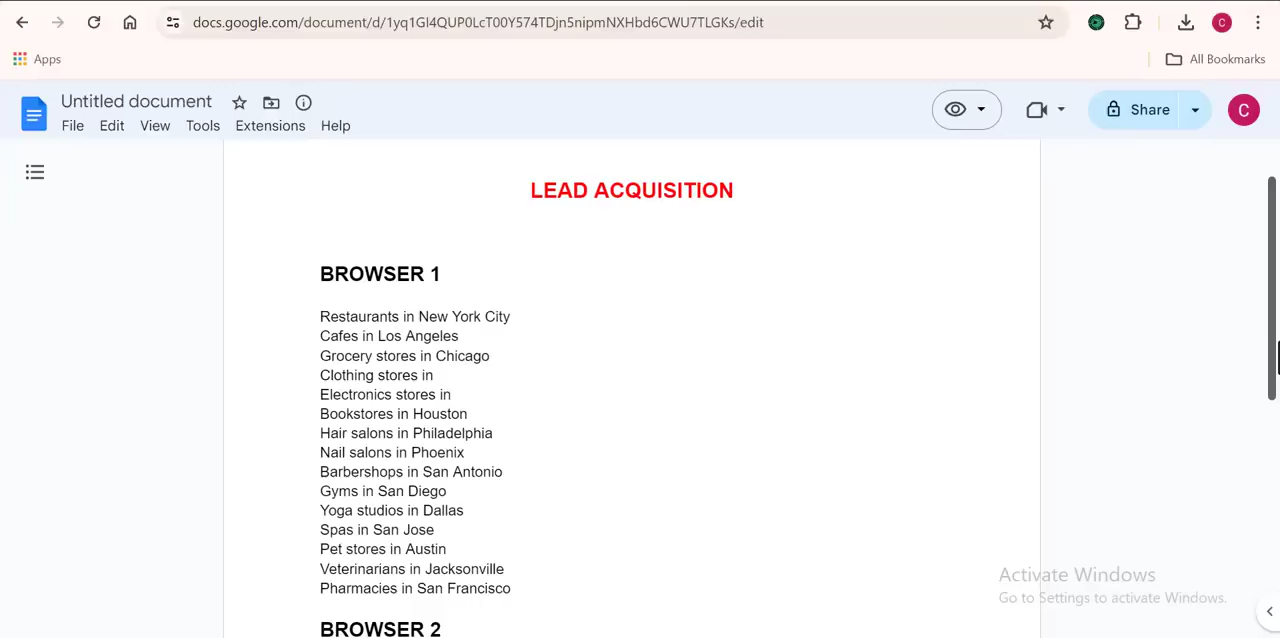 docs.google.com/document/d/1yq1Gl4QUP0LcT00Y574TDjn5nipmNXHbd6CWU7TLGKs/edit
C
Apps
All Bookmarks
Untitled document
File Edit View Tools Extensions Help
Share
C
LEAD ACQUISITION
BROWSER 1
Restaurants in New York City
Cafes in Los Angeles
Grocery stores in Chicago
Clothing stores in
Electronics stores in
Bookstores in Houston
Hair salons in Philadelphia
Nail salons in Phoenix
Barbershops in San Antonio
Gyms in San Diego
Yoga studios in Dallas
Spas in San Jose
Pet stores in Austin
Veterinarians in Jacksonville
Pharmacies in San Francisco
BROWSER 2
Activate Windows
Go to Settings to activate Windows.